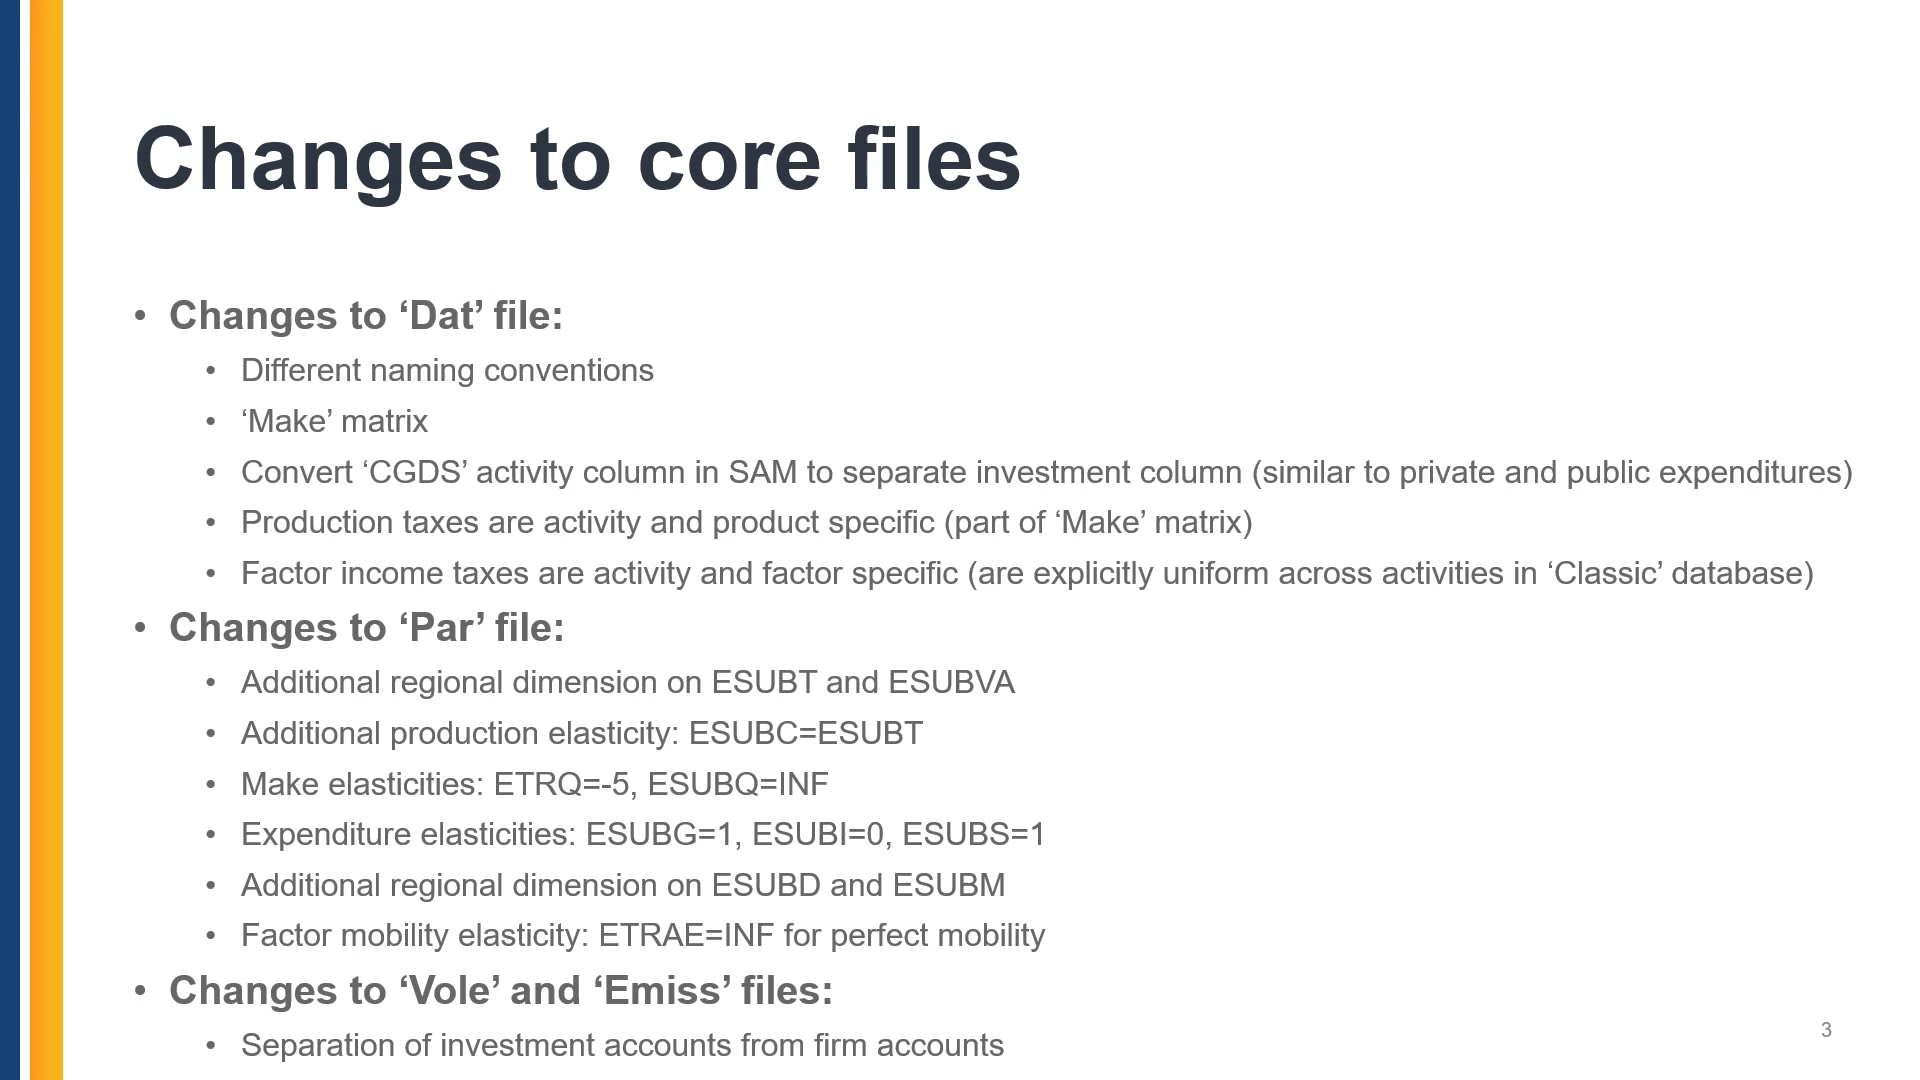 Changes to core files
• Changes to ‘Dat’ file:
• Different naming conventions
• ‘Make’ matrix
• Convert ‘CGDS’ activity column in SAM to separate investment column (similar to private and public expenditures)
• Production taxes are activity and product specific (part of ‘Make’ matrix)
• Factor income taxes are activity and factor specific (are explicitly uniform across activities in ‘Classic’ database)
• Changes to ‘Par’ file:
• Additional regional dimension on ESUBT and ESUBVA
• Additional production elasticity: ESUBC=ESUBT
• Make elasticities: ETRQ=-5, ESUBQ=INF
• Expenditure elasticities: ESUBG=1, ESUBI=0, ESUBS=1
• Additional regional dimension on ESUBD and ESUBM
• Factor mobility elasticity: ETRAE=INF for perfect mobility
• Changes to ‘Vole’ and ‘Emiss’ files:
• Separation of investment accounts from firm accounts
3